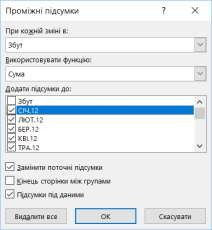 Проміжні підсумки
При кожній зміні в:
Збут
Використовувати функцію:
Сума
Додати підсумки до:
Збут
СІЧ.12
ЛЮТ.12
БЕР.12
КВІ.12
ТРА.12
Замінити поточні підсумки
Кінець сторінки між групами
Підсумки під даними
Видалити все
ОК
Скасувати